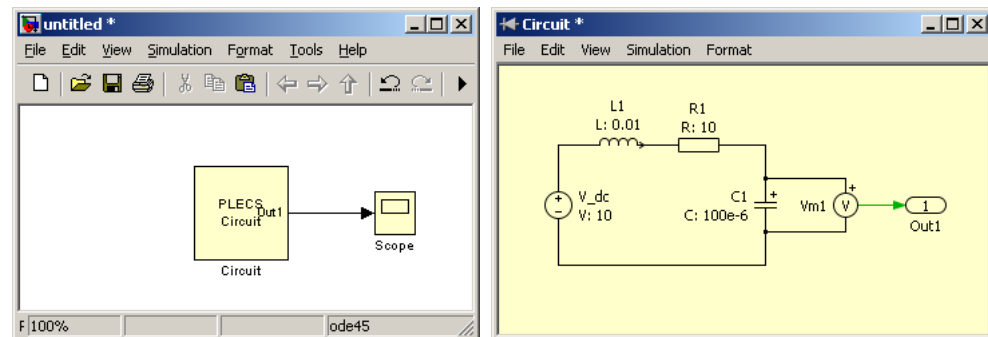 untitled *
File Edit View Simulation Format Tools Help
PLECS
Circuit
Out1
Circuit
Scope
F 100% ode45
Circuit *
File Edit View Simulation Format
L1
L: 0.01
R1
R: 10
V_dc
V: 10
C1
C: 100e-6
+
Vm1
V
+
1
Out1